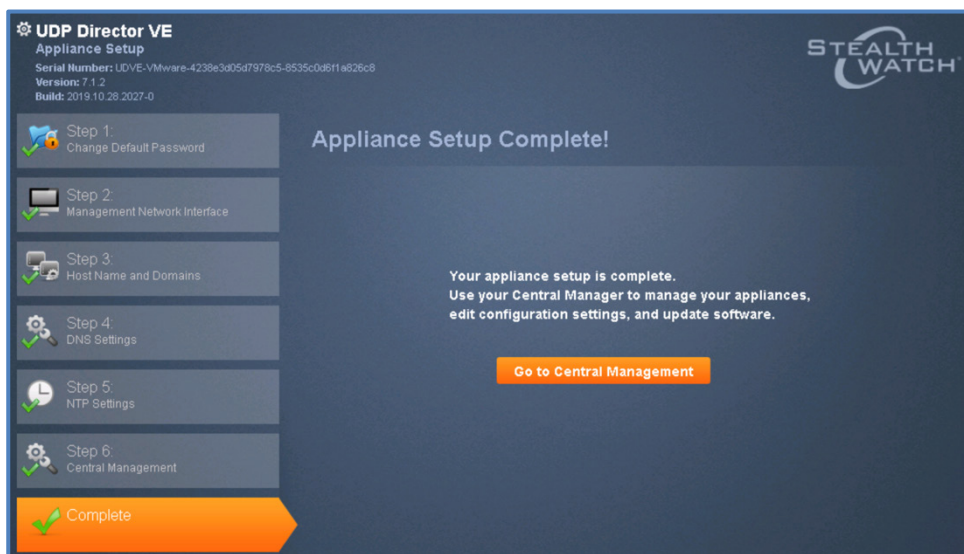 UDP Director VE
Appliance Setup
Serial Number: UDVE-VMware-4238e3d05d7978c5-8535c0d6f1a826c8
Version: 7.1.2
Build: 2019.10.28.2027-0
STEALTH
WATCH
Step 1:
Change Default Password
Step 2:
Management Network Interface
Step 3:
Host Name and Domains
Step 4:
DNS Settings
Step 5:
NTP Settings
Step 6:
Central Management
Complete
Appliance Setup Complete!
Your appliance setup is complete.
Use your Central Manager to manage your appliances,
edit configuration settings, and update software.
Go to Central Management